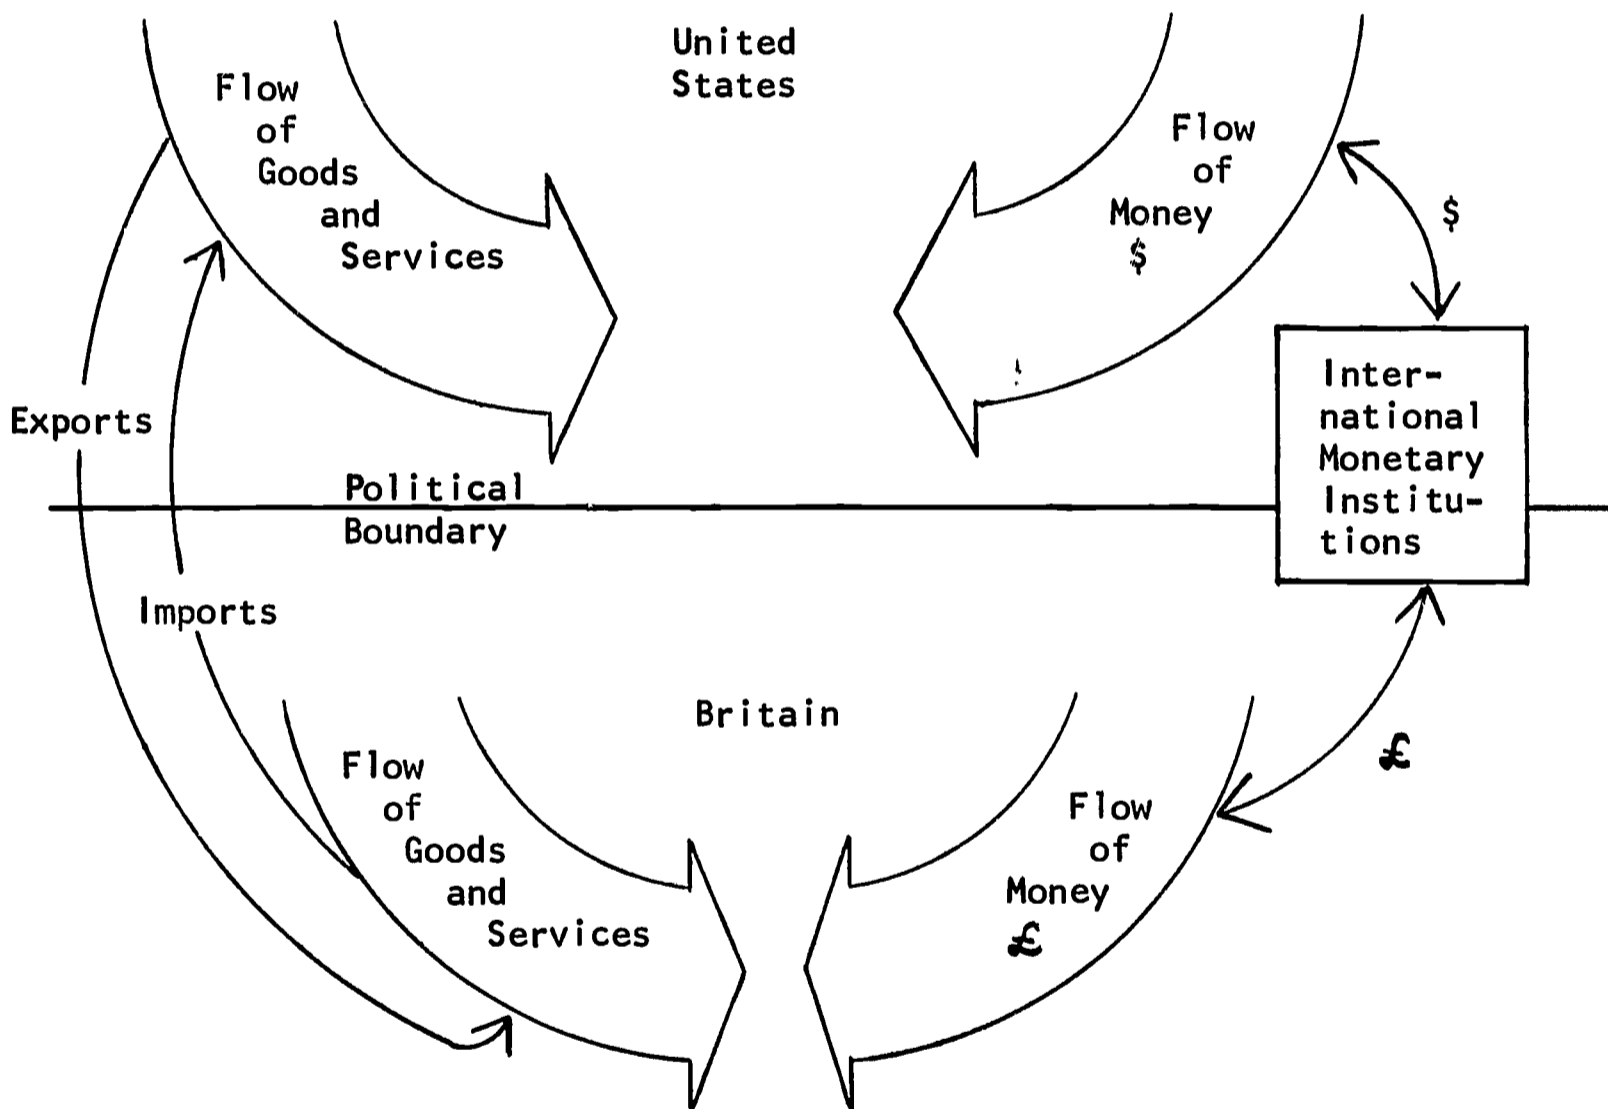 United
States
Flow
of
Goods
and
Services
Flow
of
Money
$
$
Exports
Inter-
national
Monetary
Institu-
tions
Political
Boundary
Imports
Britain
Flow
of
Goods
and
Services
Flow
of
Money
£
£